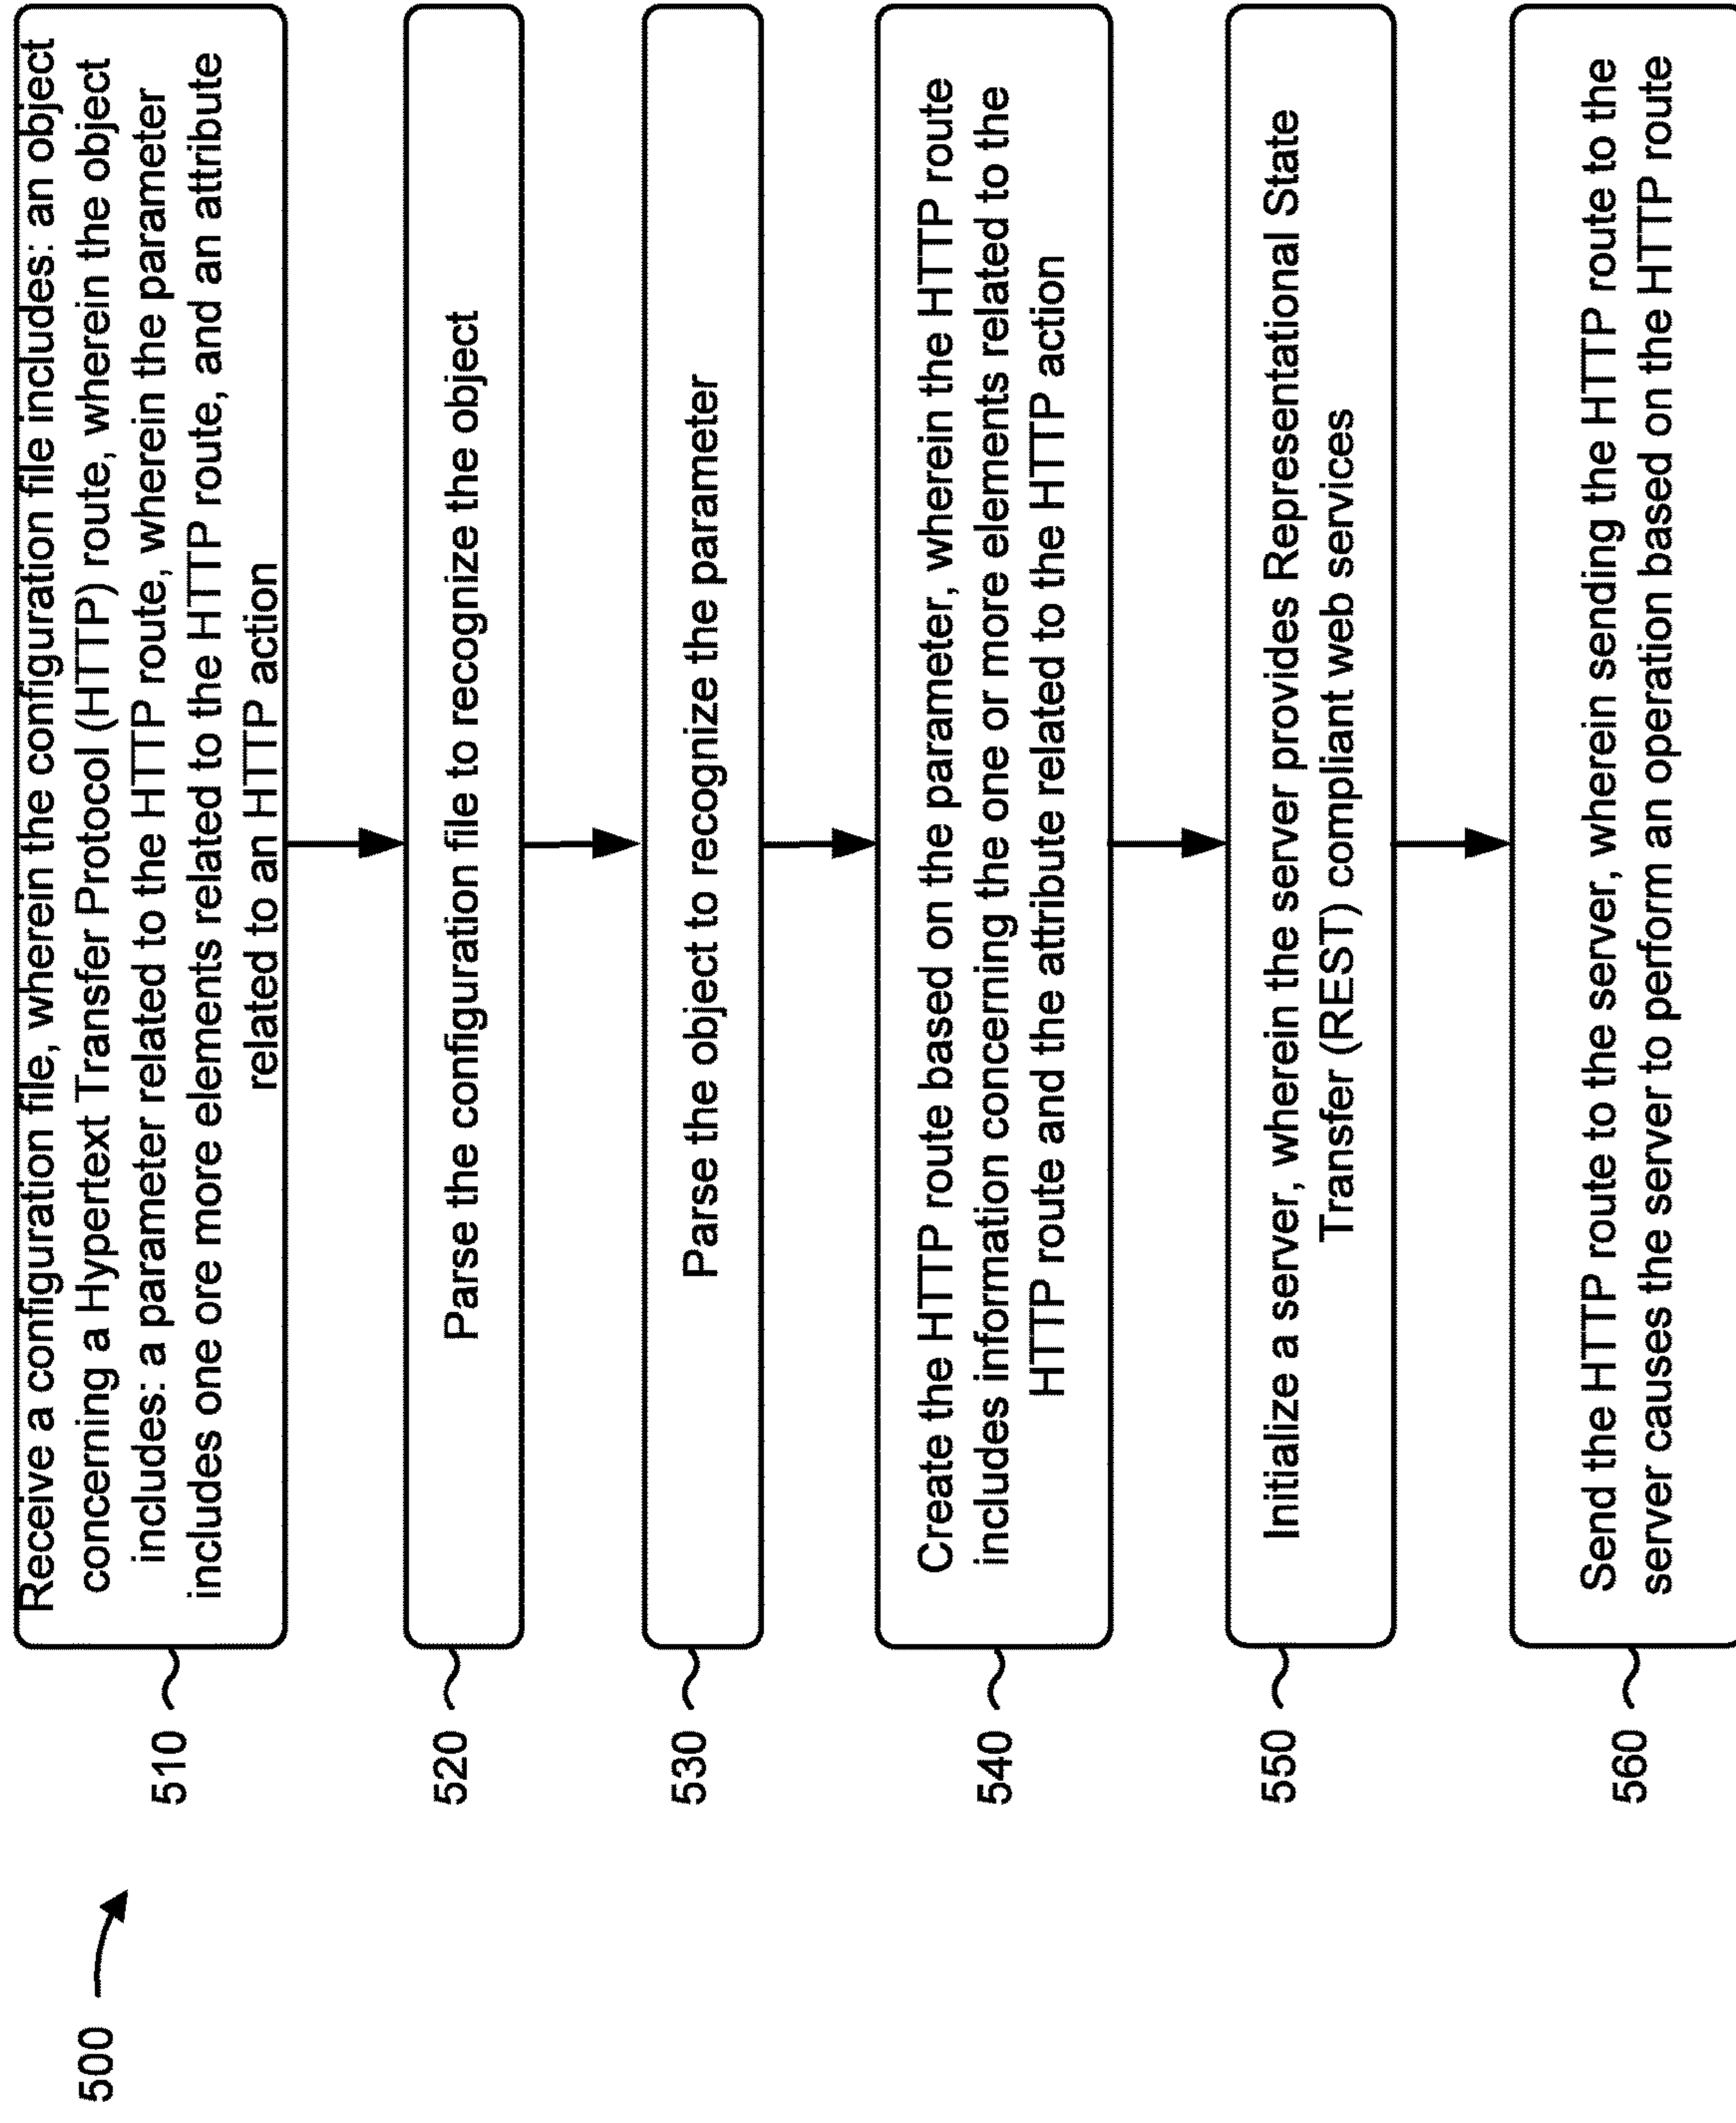 500
510
Receive a configuration file, wherein the configuration file includes: an object
concerning a Hypertext Transfer Protocol (HTTP) route, wherein the object
includes: a parameter related to the HTTP route, wherein the parameter
includes one ore more elements related to the HTTP route, and an attribute
related to an HTTP action
520
Parse the configuration file to recognize the object
530
Parse the object to recognize the parameter
540
Create the HTTP route based on the parameter, wherein the HTTP route
includes information concerning the one or more elements related to the
HTTP route and the attribute related to the HTTP action
550
Initialize a server, wherein the server provides Representational State
Transfer (REST) compliant web services
560
Send the HTTP route to the server, wherein sending the HTTP route to the
server causes the server to perform an operation based on the HTTP route